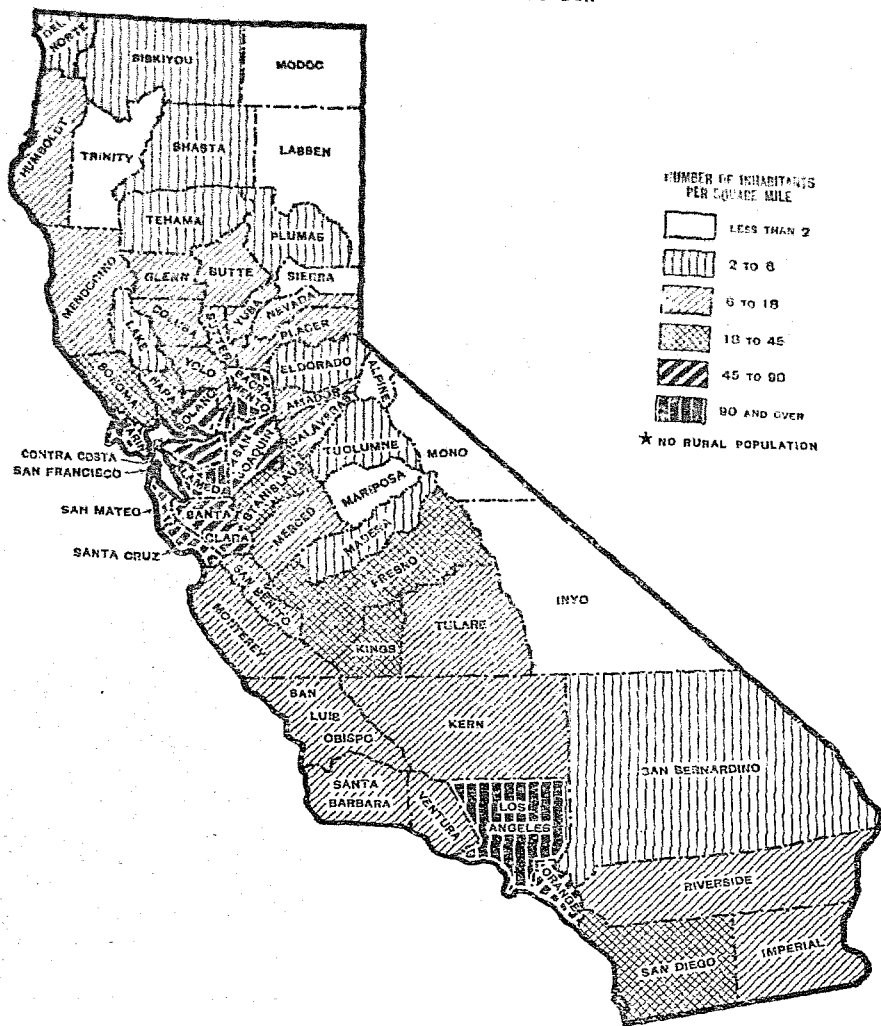 DEL NORTE
SISKIYOU
MODOC
HUMBOLDT
TRINITY
SHASTA
LASSEN
TEHAMA
PLUMAS
MENDOCINO
GLENN
BUTTE
SIERRA
COLUSA
YUBA
NEVADA
SUTTER
PLACER
LAKE
YOLO
ELDORADO
SONOMA
NAPA
SOLANO
SACRAMENTO
AMADOR
ALPINE
MARIN
CALAVERAS
SAN JOAQUIN
TUOLUMNE
MONO
CONTRA COSTA
SAN FRANCISCO
ALAMEDA
STANISLAUS
MARIPOSA
SAN MATEO
SANTA CLARA
MERCED
MADERA
SANTA CRUZ
FRESNO
SAN BENITO
INYO
MONTEREY
KINGS
TULARE
SAN LUIS OBISPO
KERN
SAN BERNARDINO
SANTA BARBARA
VENTURA
LOS ANGELES
ORANGE
RIVERSIDE
SAN DIEGO
IMPERIAL
NUMBER OF INHABITANTS
PER SQUARE MILE
LESS THAN 2
2 TO 6
6 TO 18
18 TO 45
45 TO 90
90 AND OVER
★ NO RURAL POPULATION